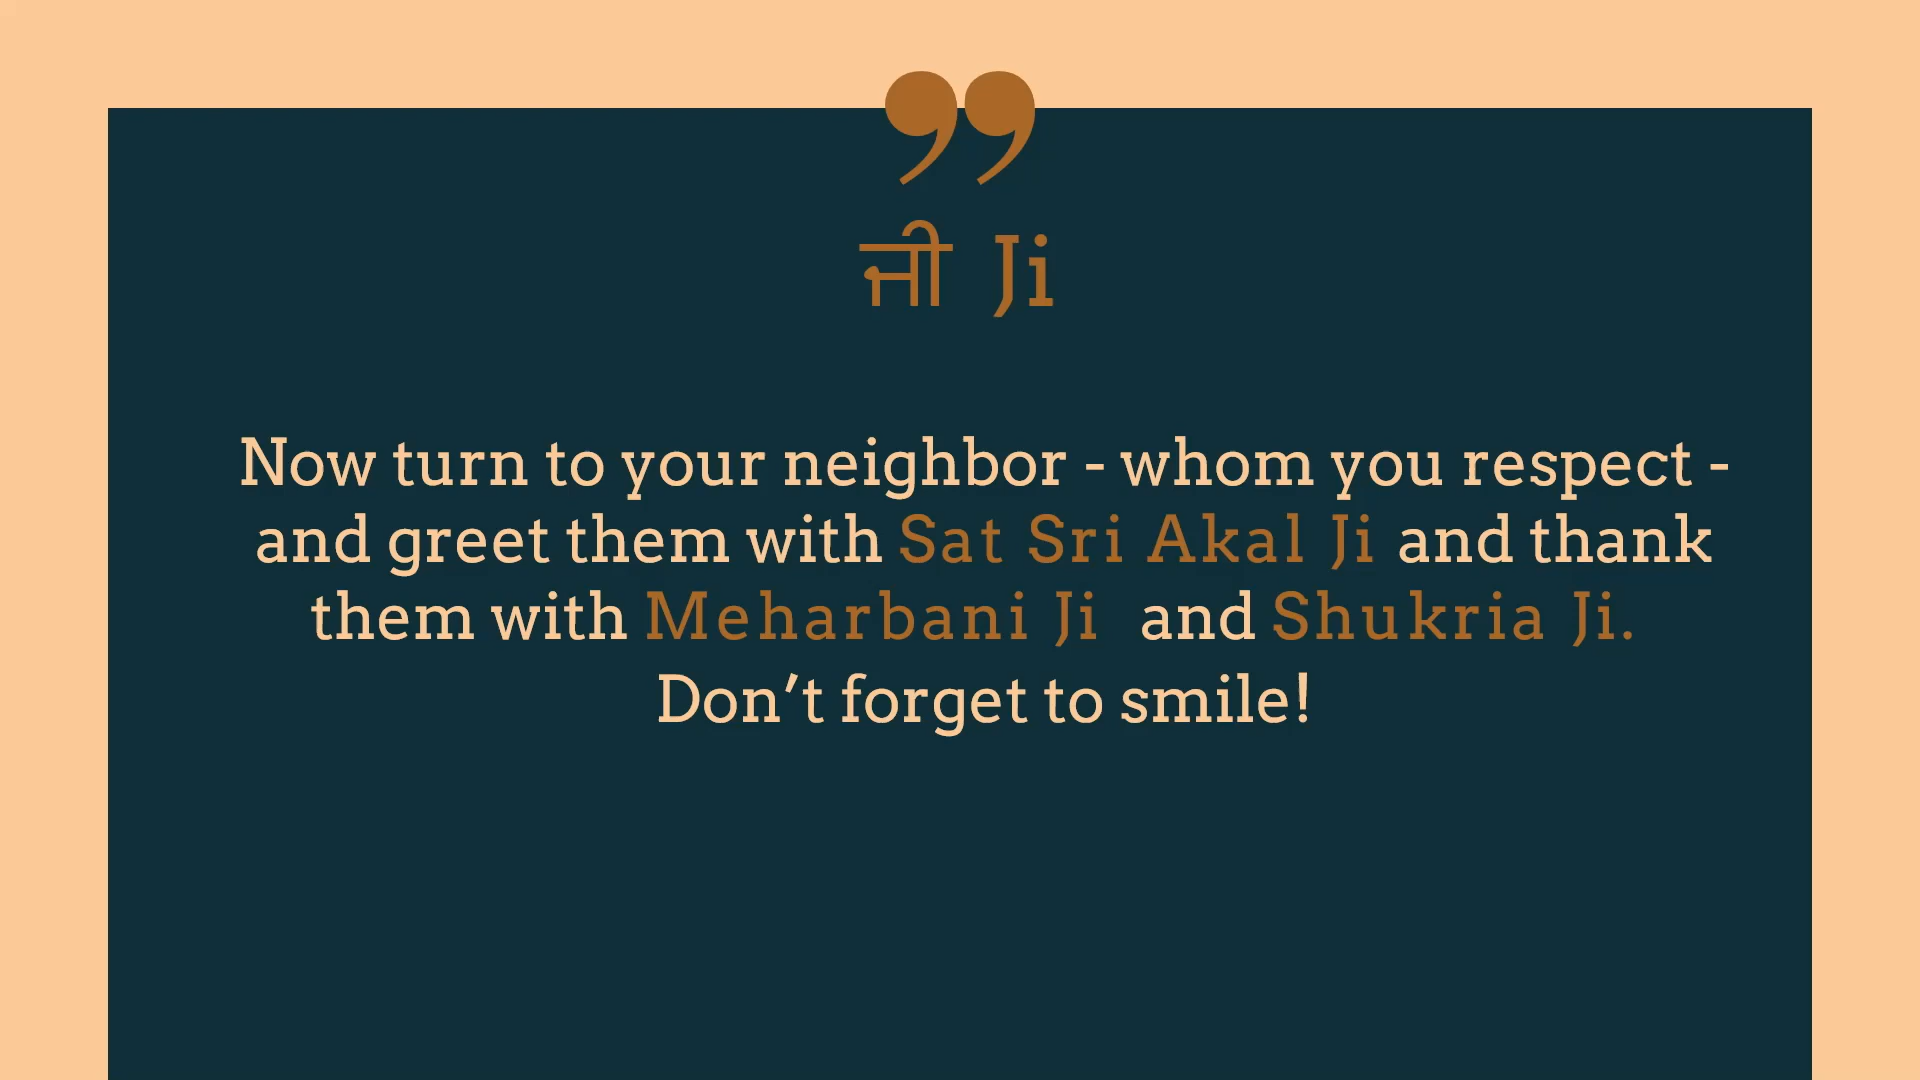 ”
ਜੀ Ji
Now turn to your neighbor - whom you respect -
and greet them with Sat Sri Akal Ji and thank
them with Meharbani Ji and Shukria Ji.
Don’t forget to smile!